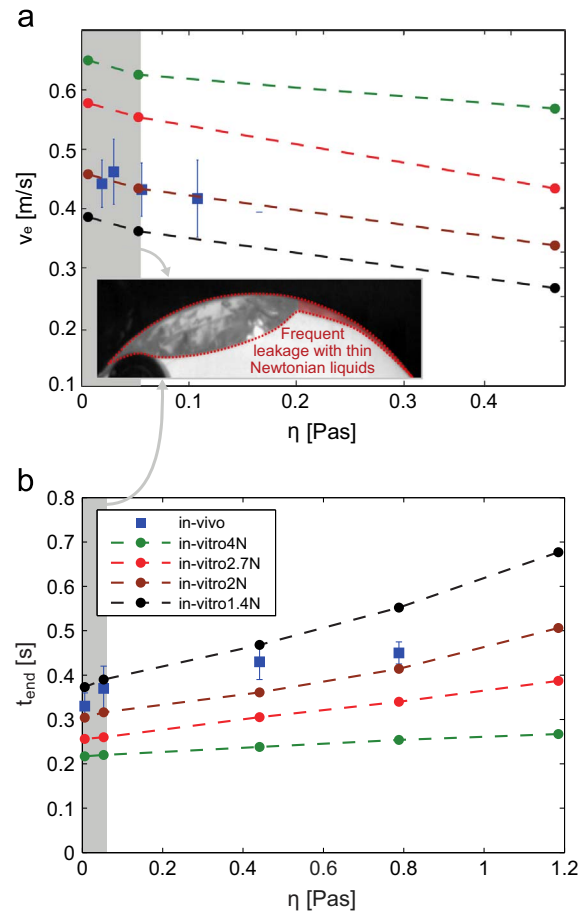 a
0.6
0.5
0.4
0.3
0.2
0.1
vₑ [m/s]
Frequent
leakage with thin
Newtonian liquids
0 0.1 0.2 0.3 0.4
η [Pas]
b
0.8
0.7
0.6
0.5
0.4
0.3
0.2
0.1
0
t_end [s]
in-vivo
in-vitro4N
in-vitro2.7N
in-vitro2N
in-vitro1.4N
0 0.2 0.4 0.6 0.8 1 1.2
η [Pas]